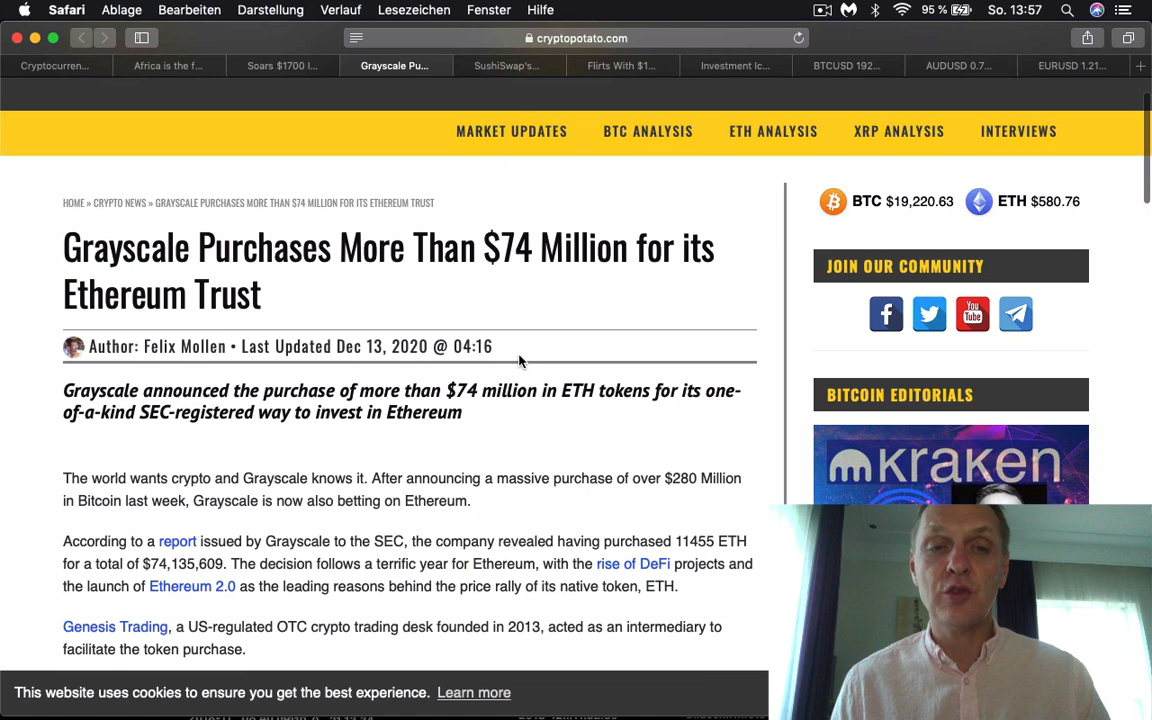 Safari Ablage Bearbeiten Darstellung Verlauf Lesezeichen Fenster Hilfe 95 % So. 13:57
cryptopotato.com
Cryptocurren... Africa is the f... Soars $1700 I... Grayscale Pu... SushiSwap's... Flirts With $1... Investment Ic... BTCUSD 192... AUDUSD 0.7... EURUSD 1.21...
MARKET UPDATES BTC ANALYSIS ETH ANALYSIS XRP ANALYSIS INTERVIEWS
HOME » CRYPTO NEWS » GRAYSCALE PURCHASES MORE THAN $74 MILLION FOR ITS ETHEREUM TRUST
Grayscale Purchases More Than $74 Million for its
Ethereum Trust
Author: Felix Mollen • Last Updated Dec 13, 2020 @ 04:16
Grayscale announced the purchase of more than $74 million in ETH tokens for its one-
of-a-kind SEC-registered way to invest in Ethereum
The world wants crypto and Grayscale knows it. After announcing a massive purchase of over $280 Million
in Bitcoin last week, Grayscale is now also betting on Ethereum.
According to a report issued by Grayscale to the SEC, the company revealed having purchased 11455 ETH
for a total of $74,135,609. The decision follows a terrific year for Ethereum, with the rise of DeFi projects and
the launch of Ethereum 2.0 as the leading reasons behind the price rally of its native token, ETH.
Genesis Trading, a US-regulated OTC crypto trading desk founded in 2013, acted as an intermediary to
facilitate the token purchase.
BTC $19,220.63 ETH $580.76
JOIN OUR COMMUNITY
You
Tube
BITCOIN EDITORIALS
kraken
This website uses cookies to ensure you get the best experience. Learn more